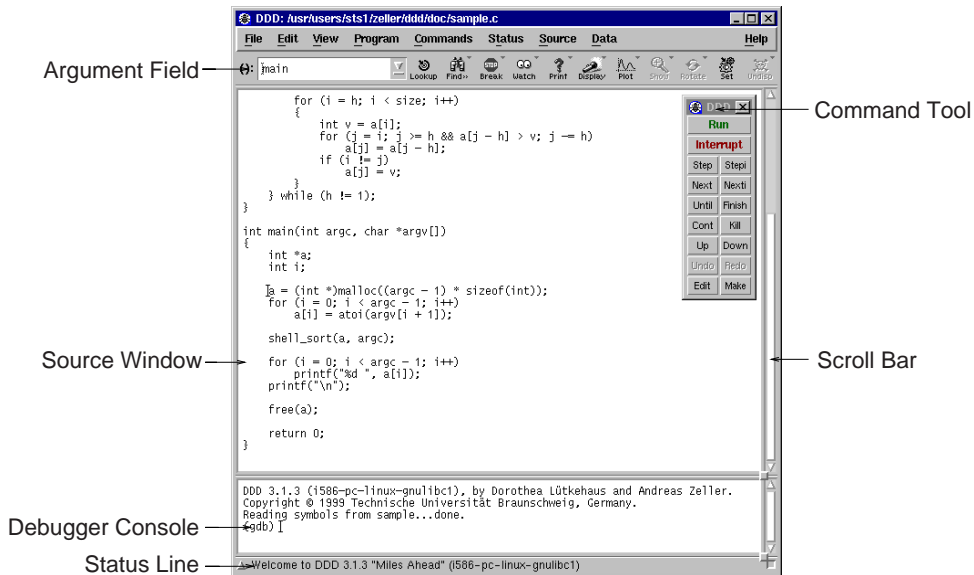 DDD: /usr/users/sts1/zeller/ddd/doc/sample.c
File Edit View Program Commands Status Source Data Help
Argument Field
(): main
Lookup Find>> Break Watch Print Display Plot Show Rotate Set Undisp
for (i = h; i < size; i++)
{
int v = a[i];
for (j = i; j >= h && a[j - h] > v; j -= h)
a[j] = a[j - h];
if (i != j)
a[j] = v;
}
} while (h != 1);
}
int main(int argc, char *argv[])
{
int *a;
int i;
a = (int *)malloc((argc - 1) * sizeof(int));
for (i = 0; i < argc - 1; i++)
a[i] = atoi(argv[i + 1]);
shell_sort(a, argc);
for (i = 0; i < argc - 1; i++)
printf("%d ", a[i]);
printf("\n");
free(a);
return 0;
}
DDD
Command Tool
Run
Interrupt
Step Stepi
Next Nexti
Until Finish
Cont Kill
Up Down
Undo Redo
Edit Make
Source Window
Scroll Bar
DDD 3.1.3 (i586-pc-linux-gnulibc1), by Dorothea Lütkehaus and Andreas Zeller.
Copyright © 1999 Technische Universität Braunschweig, Germany.
Reading symbols from sample...done.
Debugger Console
(gdb)
Status Line
Welcome to DDD 3.1.3 "Miles Ahead" (i586-pc-linux-gnulibc1)